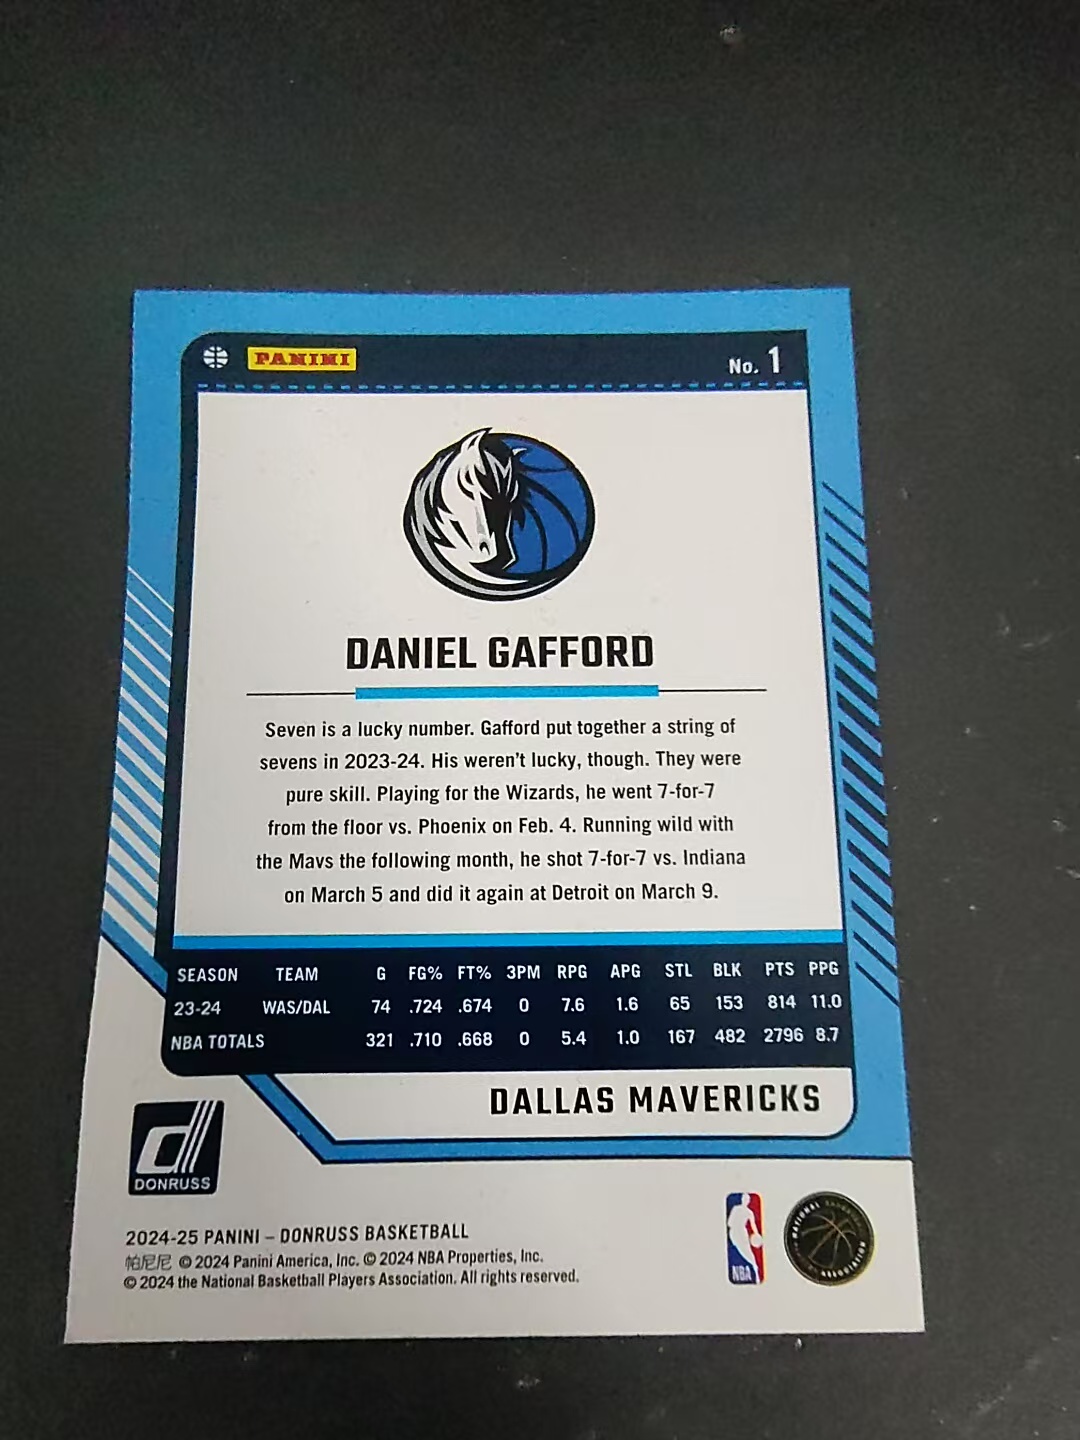 PANINI
No. 1
DANIEL GAFFORD
Seven is a lucky number. Gafford put together a string of
sevens in 2023-24. His weren't lucky, though. They were
pure skill. Playing for the Wizards, he went 7-for-7
from the floor vs. Phoenix on Feb. 4. Running wild with
the Mavs the following month, he shot 7-for-7 vs. Indiana
on March 5 and did it again at Detroit on March 9.
SEASON TEAM G FG% FT% 3PM RPG APG STL BLK PTS PPG
23-24 WAS/DAL 74 .724 .674 0 7.6 1.6 65 153 814 11.0
NBA TOTALS 321 .710 .668 0 5.4 1.0 167 482 2796 8.7
DALLAS MAVERICKS
DONRUSS
2024-25 PANINI – DONRUSS BASKETBALL
帕尼尼 © 2024 Panini America, Inc. © 2024 NBA Properties, Inc.
© 2024 the National Basketball Players Association. All rights reserved.
NBA
NATIONAL
ASSOCIATION